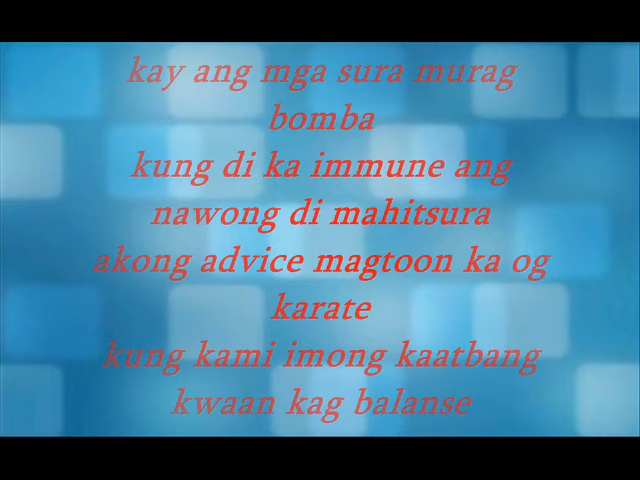 kay ang mga sura murag
bomba
kung di ka immune ang
nawong di mahitsura
akong advice magtoon ka og
karate
kung kami imong kaatbang
kwaan kag balanse